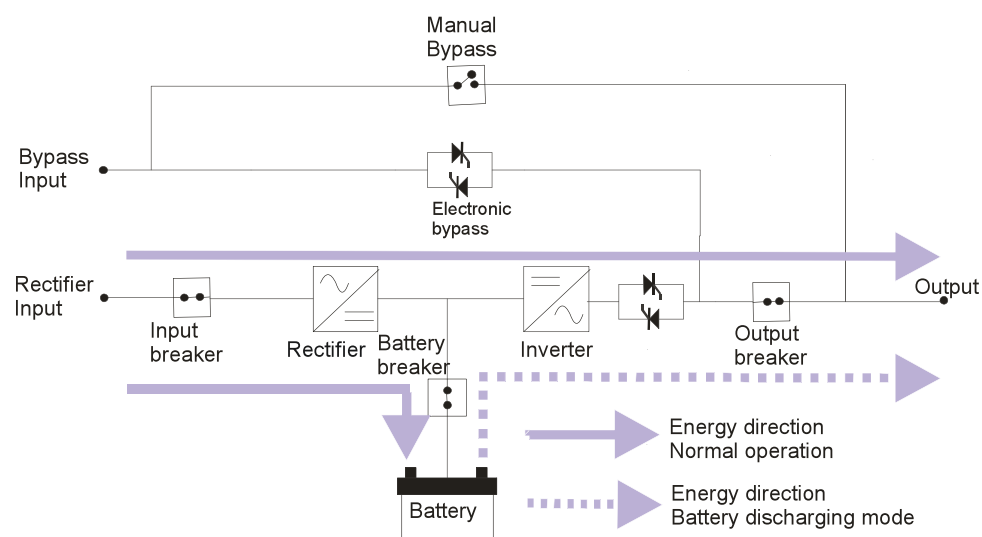 Manual
Bypass
Bypass
Input
Electronic
bypass
Rectifier
Input
Output
Input
breaker
Rectifier
Battery
breaker
Inverter
Output
breaker
Energy direction
Normal operation
Energy direction
Battery discharging mode
Battery